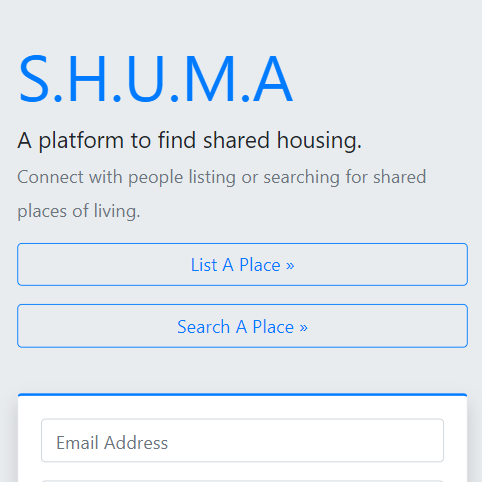 S.H.U.M.A
A platform to find shared housing.
Connect with people listing or searching for shared
places of living.
List A Place »
Search A Place »
Email Address